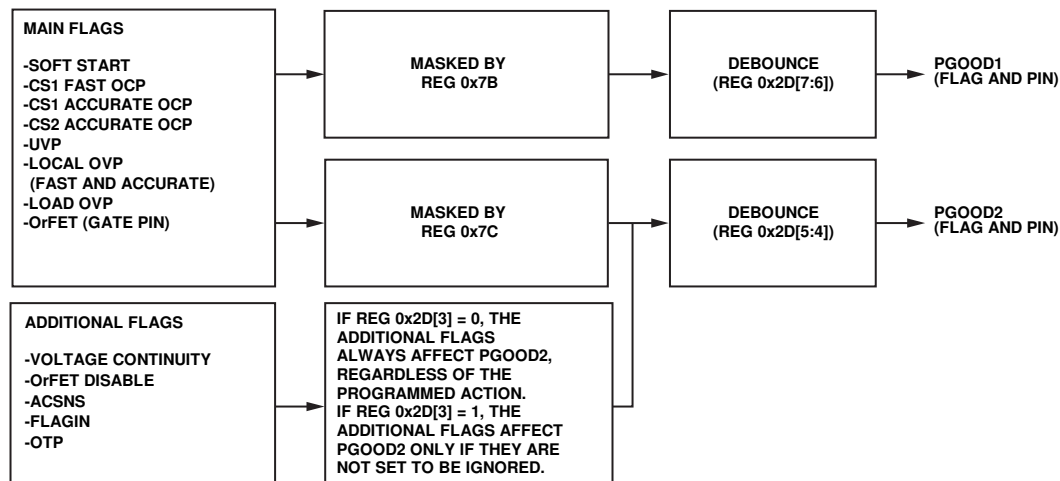 MAIN FLAGS
-SOFT START
-CS1 FAST OCP
-CS1 ACCURATE OCP
-CS2 ACCURATE OCP
-UVP
-LOCAL OVP
(FAST AND ACCURATE)
-LOAD OVP
-OrFET (GATE PIN)
MASKED BY
REG 0x7B
DEBOUNCE
(REG 0x2D[7:6])
PGOOD1
(FLAG AND PIN)
MASKED BY
REG 0x7C
DEBOUNCE
(REG 0x2D[5:4])
PGOOD2
(FLAG AND PIN)
ADDITIONAL FLAGS
-VOLTAGE CONTINUITY
-OrFET DISABLE
-ACSNS
-FLAGIN
-OTP
IF REG 0x2D[3] = 0, THE
ADDITIONAL FLAGS
ALWAYS AFFECT PGOOD2,
REGARDLESS OF THE
PROGRAMMED ACTION.
IF REG 0x2D[3] = 1, THE
ADDITIONAL FLAGS AFFECT
PGOOD2 ONLY IF THEY ARE
NOT SET TO BE IGNORED.